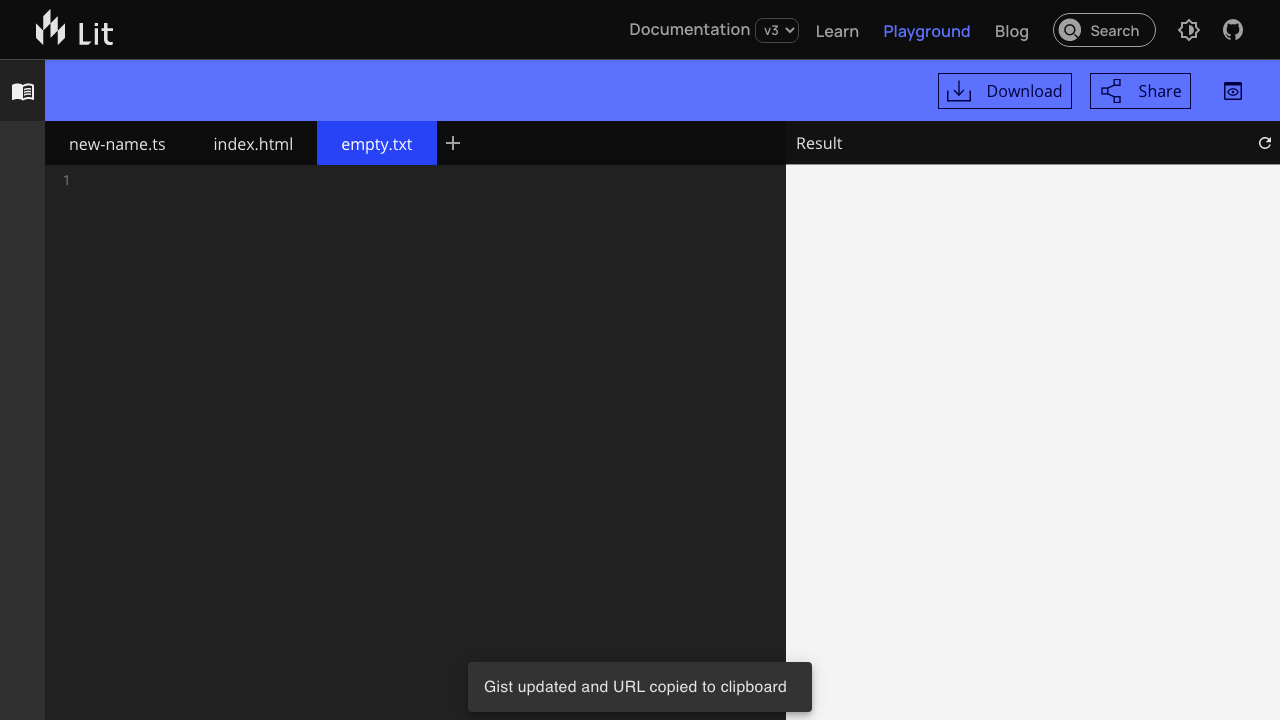 Lit
Documentation v3 Learn Playground Blog Search
Download Share
new-name.ts index.html empty.txt
Result
1
Gist updated and URL copied to clipboard